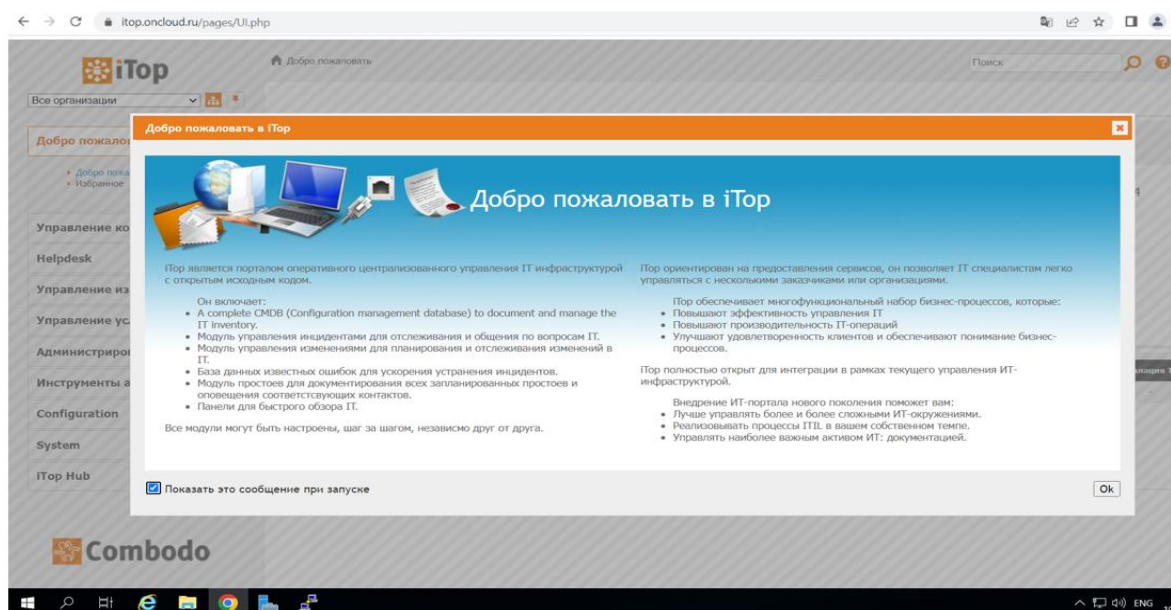 itop.oncloud.ru/pages/UI.php
iTop
Добро пожаловать
Поиск
Все организации
Добро пожаловать в iTop
Добро
Избранное
Управление
Helpdesk
Управление
Управление
Инструменты
Configuration
System
iTop Hub
Добро пожаловать в iTop
iTop является порталом оперативного централизованного управления IT инфраструктурой
с открытым исходным кодом.
Он включает:
• A complete CMDB (Configuration management database) to document and manage the
IT inventory.
• Модуль управления инцидентами для отслеживания и общения по вопросам IT.
• Модуль управления изменениями для планирования и отслеживания изменений в
IT.
• База данных известных ошибок для ускорения устранения инцидентов.
• Модуль простоев для документирования всех запланированных простоев и
оповещения соответстсвующих контактов.
• Панели для быстрого обзора IT.
Все модули могут быть настроены, шаг за шагом, независмо друг от друга.
iTop ориентирован на предоставления сервисов, он позволяет IT специалистам легко
управляться с несколькими заказчиками или организациями.
iTop обеспечивает многофункциональный набор бизнес-процессов, которые:
• Повышают эффективность управления IT
• Повышают производительность IT-операций
• Улучшают удовлетворенность клиентов и обеспечивают понимание бизнес-
процессов.
iTop полностью открыт для интеграции в рамках текущего управления ИТ-
инфраструктурой.
Внедрение ИТ-портала нового поколения поможет вам:
• Лучше управлять более и более сложными ИТ-окружениями.
• Реализовывать процессы ITIL в вашем собственном темпе.
• Управлять наиболее важным активом ИТ: документацией.
Показать это сообщение при запуске
Ok
Combodo
ENG